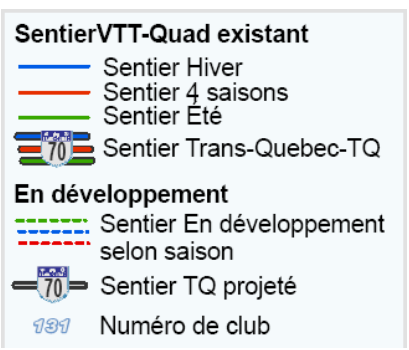 SentierVTT-Quad existant
Sentier Hiver
Sentier 4 saisons
Sentier Été
70 Sentier Trans-Quebec-TQ
En développement
Sentier En développement
selon saison
70 Sentier TQ projeté
131 Numéro de club